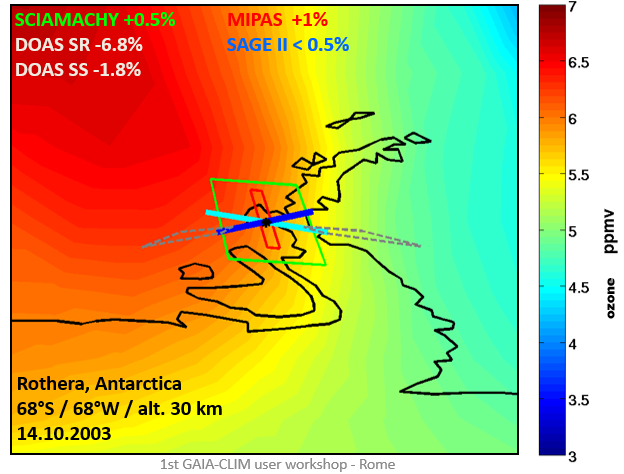 SCIAMACHY +0.5% MIPAS +1%
DOAS SR -6.8% SAGE II < 0.5%
DOAS SS -1.8%
Rothera, Antarctica
68°S / 68°W / alt. 30 km
14.10.2003
1st GAIA-CLIM user workshop - Rome
7
6.5
6
5.5
5
4.5
4
3.5
3
ozone ppmv